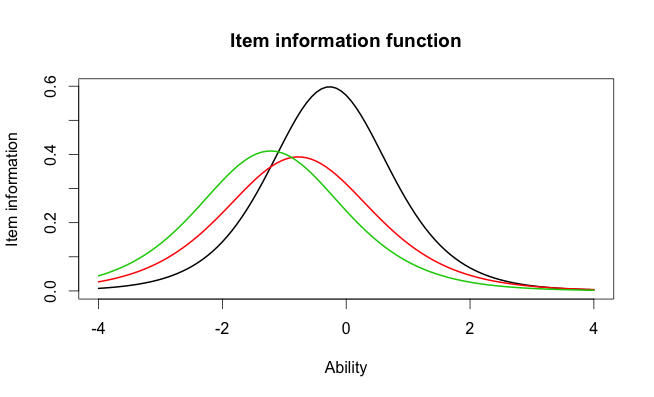 Item information function
Item information
0.6
0.4
0.2
0.0
-4 -2 0 2 4
Ability